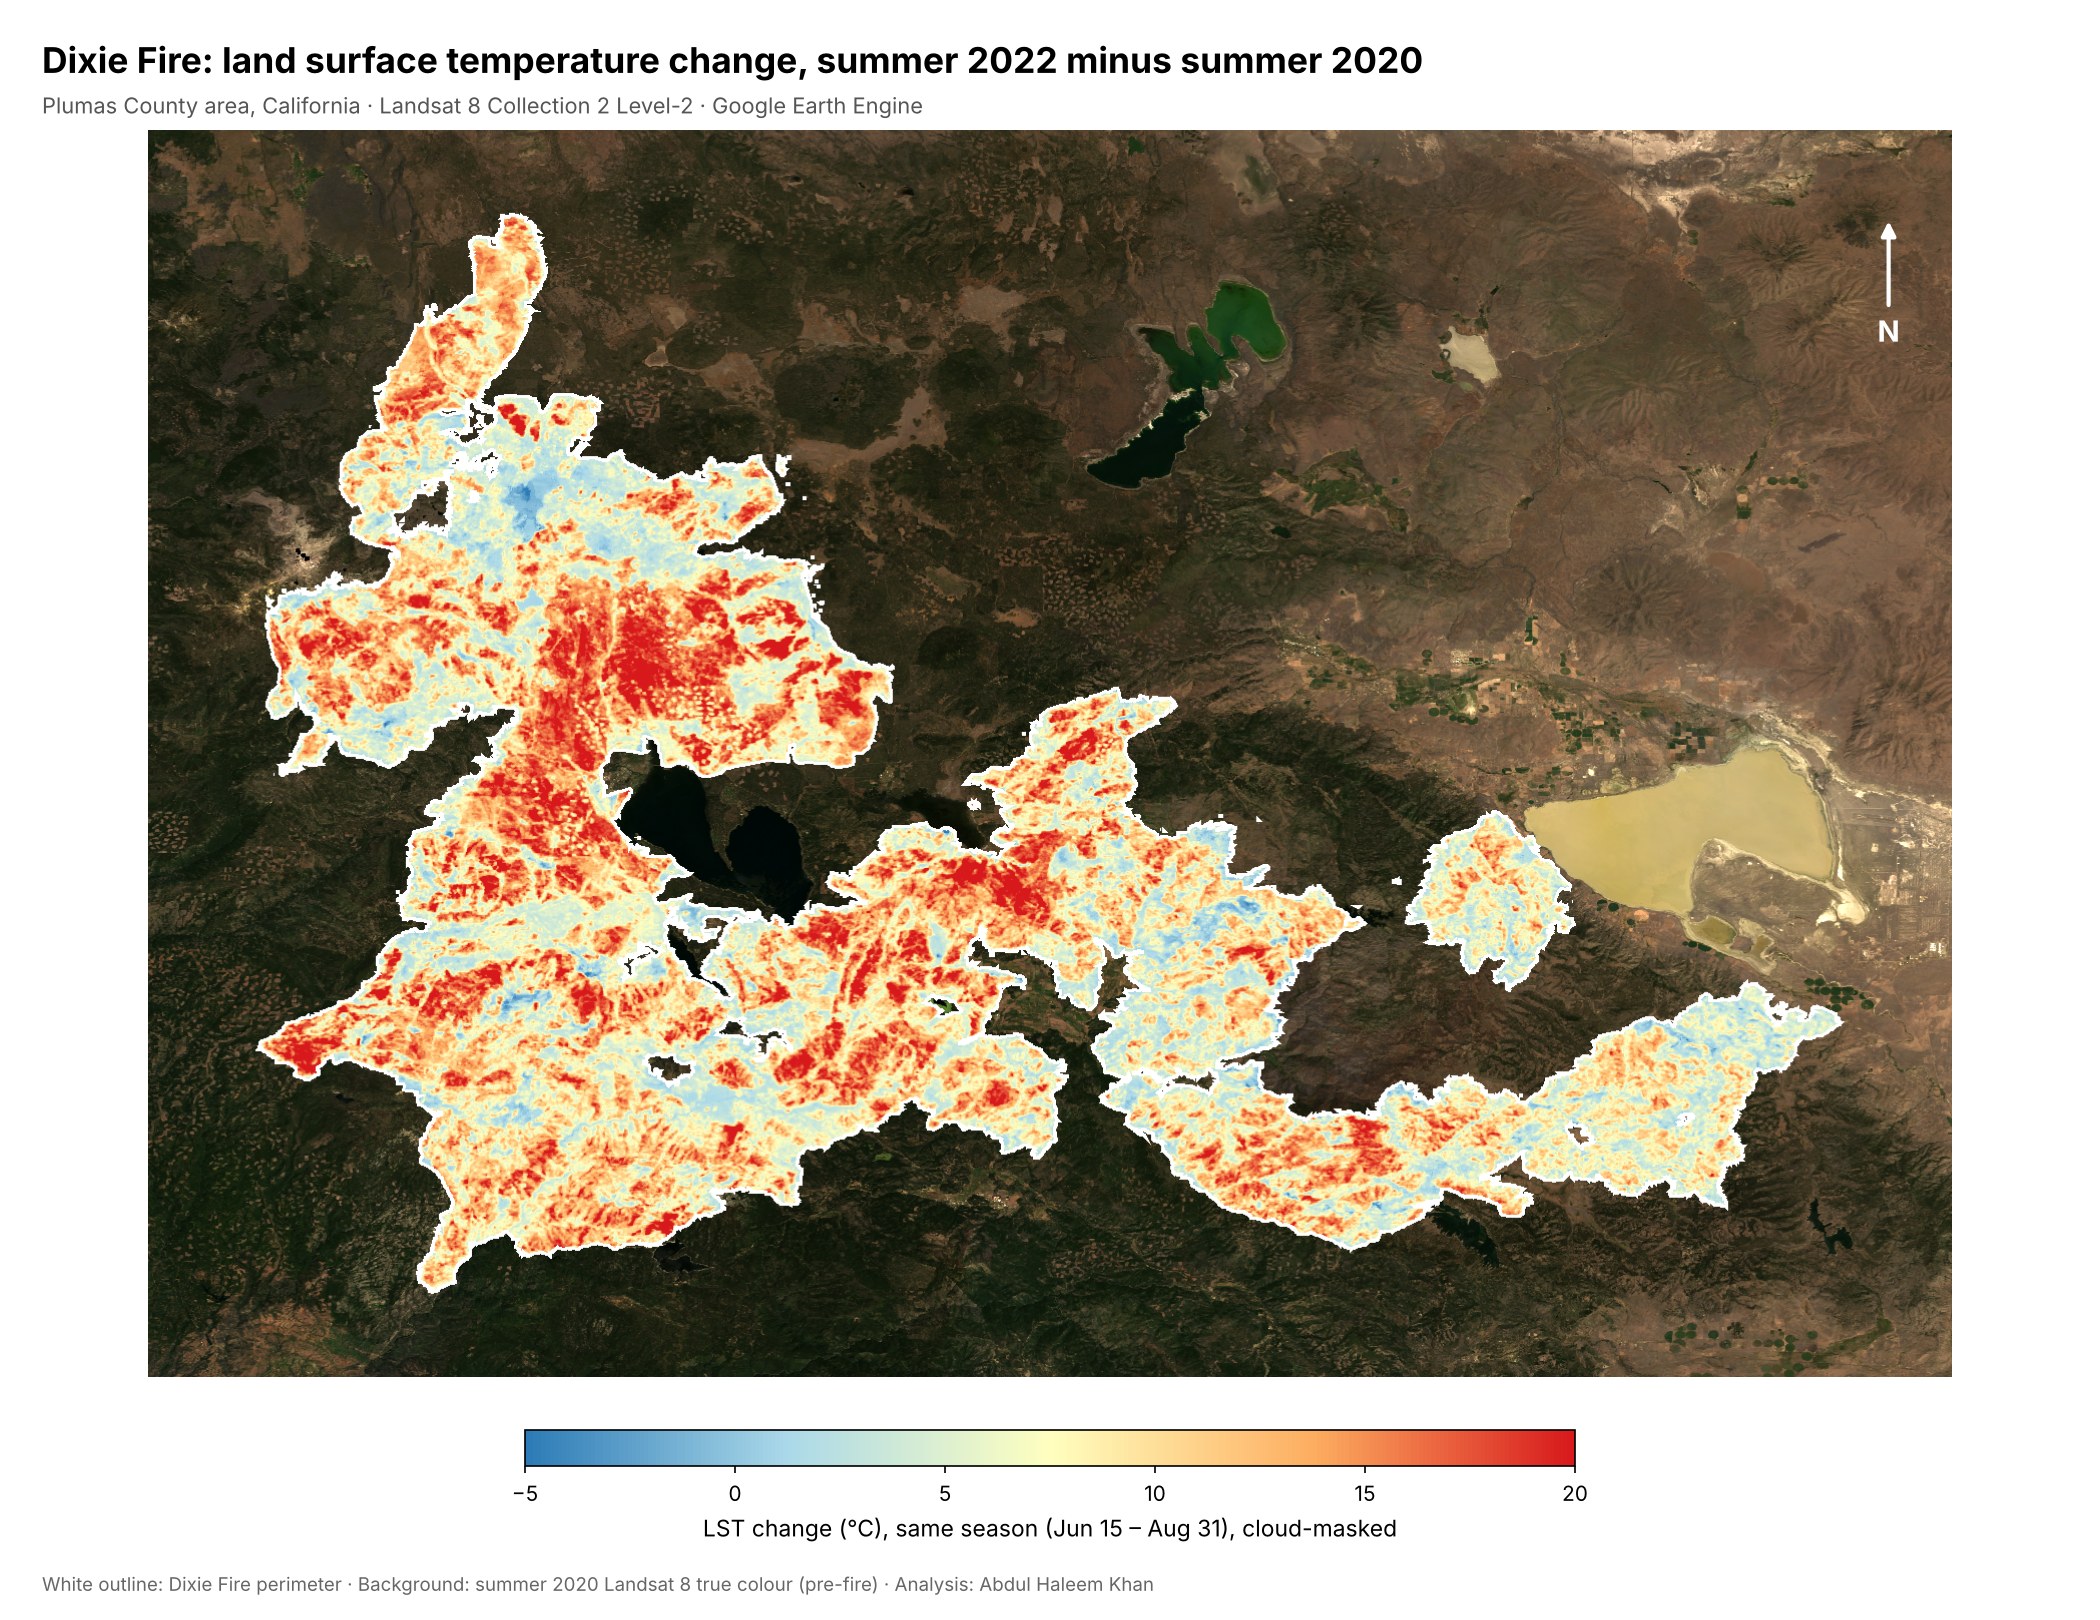 Dixie Fire: land surface temperature change, summer 2022 minus summer 2020
Plumas County area, California · Landsat 8 Collection 2 Level-2 · Google Earth Engine
N
−5 0 5 10 15 20
LST change (°C), same season (Jun 15 – Aug 31), cloud-masked
White outline: Dixie Fire perimeter · Background: summer 2020 Landsat 8 true colour (pre-fire) · Analysis: Abdul Haleem Khan